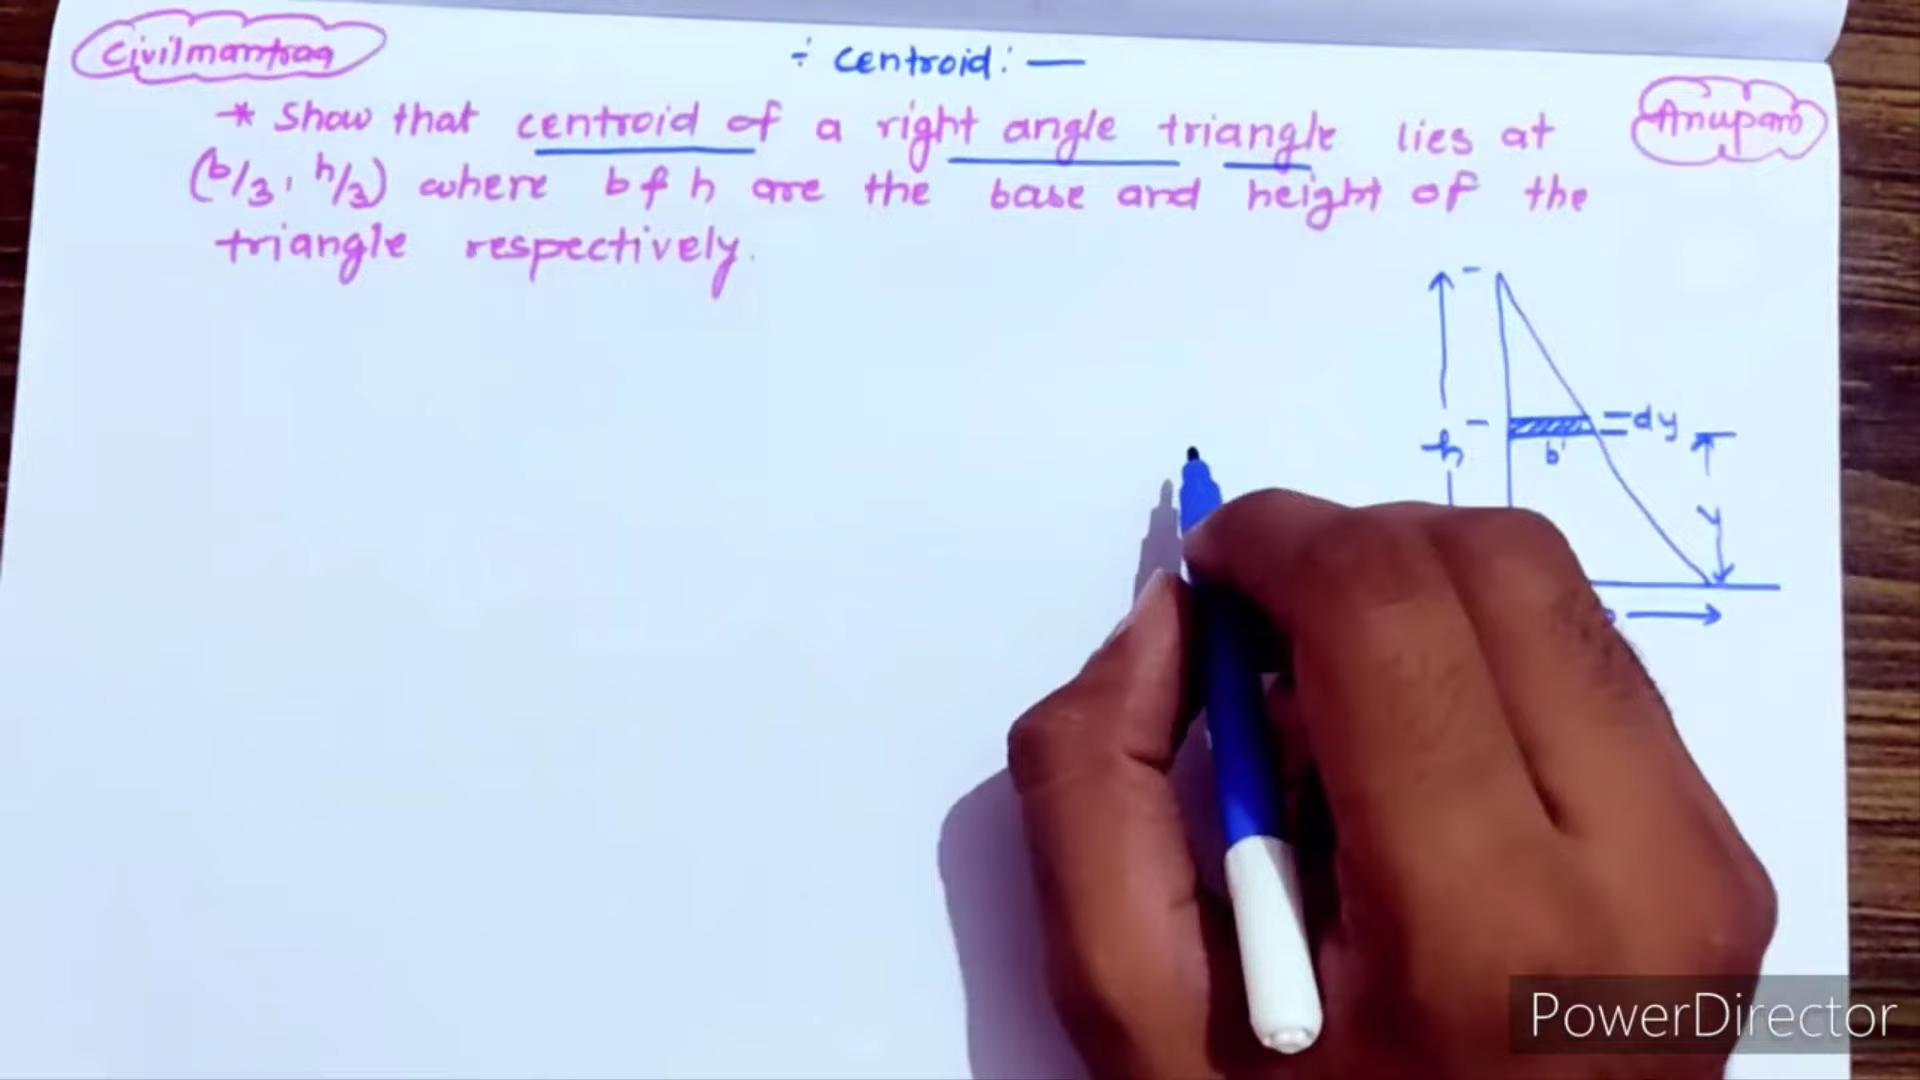 Civilmantraa
÷ centroid: —
Anupam
* Show that centroid of a right angle triangle lies at
(b/3, h/3) where b & h are the base and height of the
triangle respectively.
dy
b'
h
y
PowerDirector